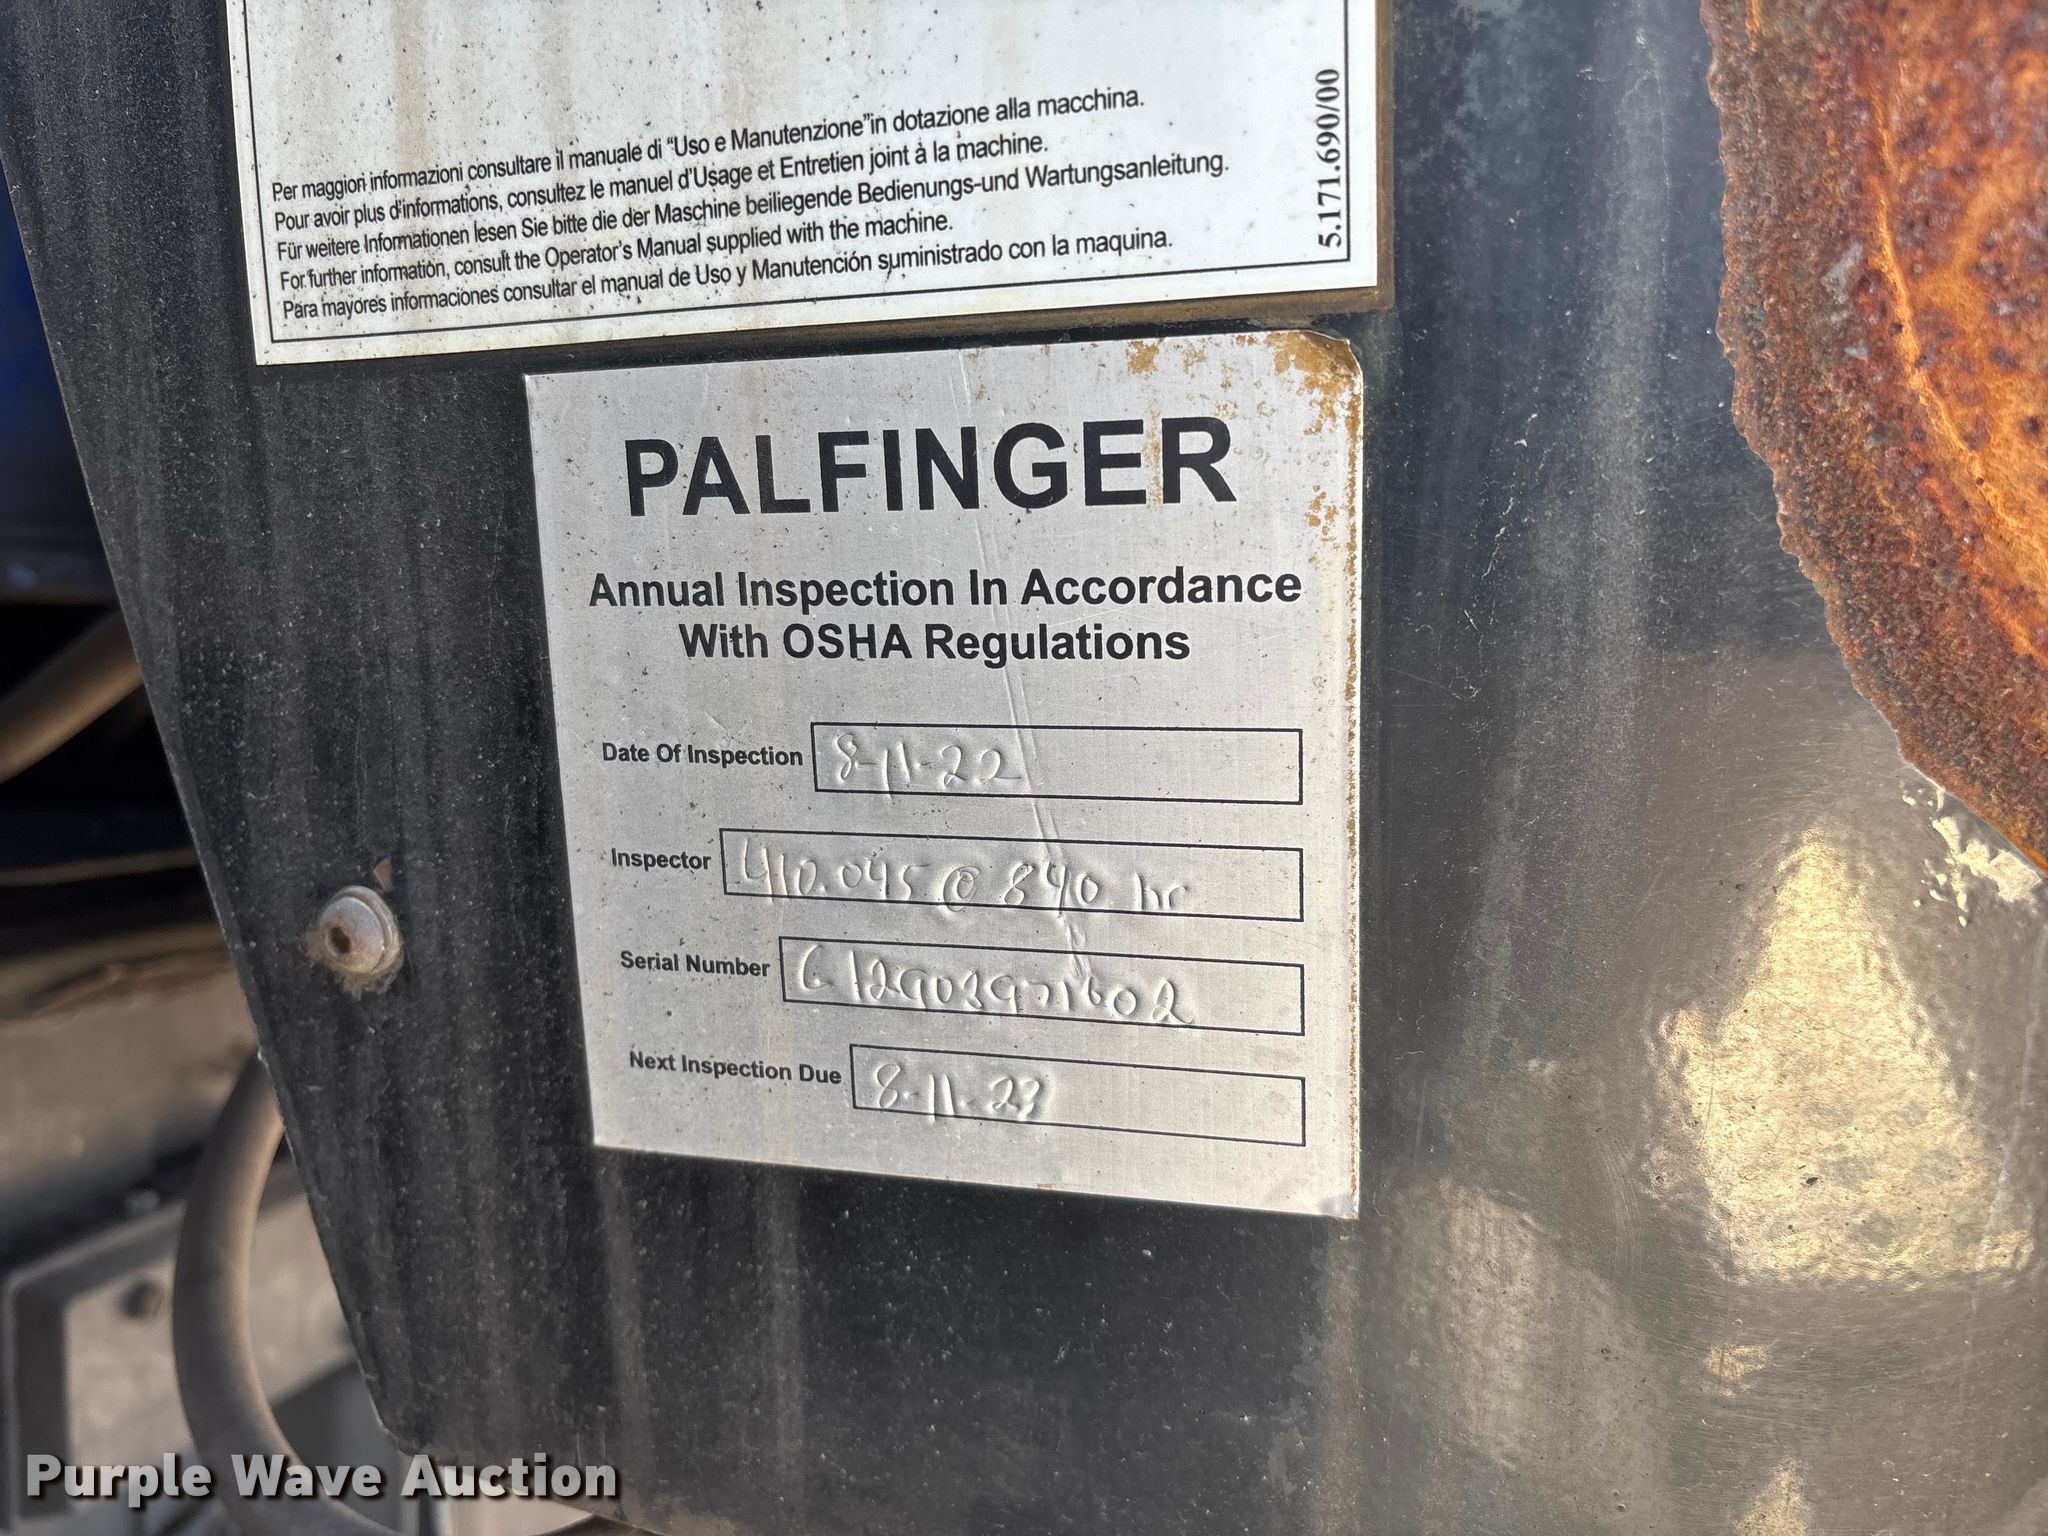 Per maggiori informazioni consultare il manuale di "Uso e Manutenzione"in dotazione alla macchina.
Pour avoir plus d'informations, consultez le manuel d'Usage et Entretien joint à la machine.
Für weitere Informationen lesen Sie bitte die der Maschine beiliegende Bedienungs-und Wartungsanleitung.
For further information, consult the Operator's Manual supplied with the machine.
Para mayores informaciones consultar el manual de Uso y Manutención suministrado con la maquina.
5.171.690/00
PALFINGER
Annual Inspection In Accordance
With OSHA Regulations
Date Of Inspection 8-11-22
Inspector 410.045 @ 840 hr
Serial Number
Next Inspection Due 8-11-23
Purple Wave Auction